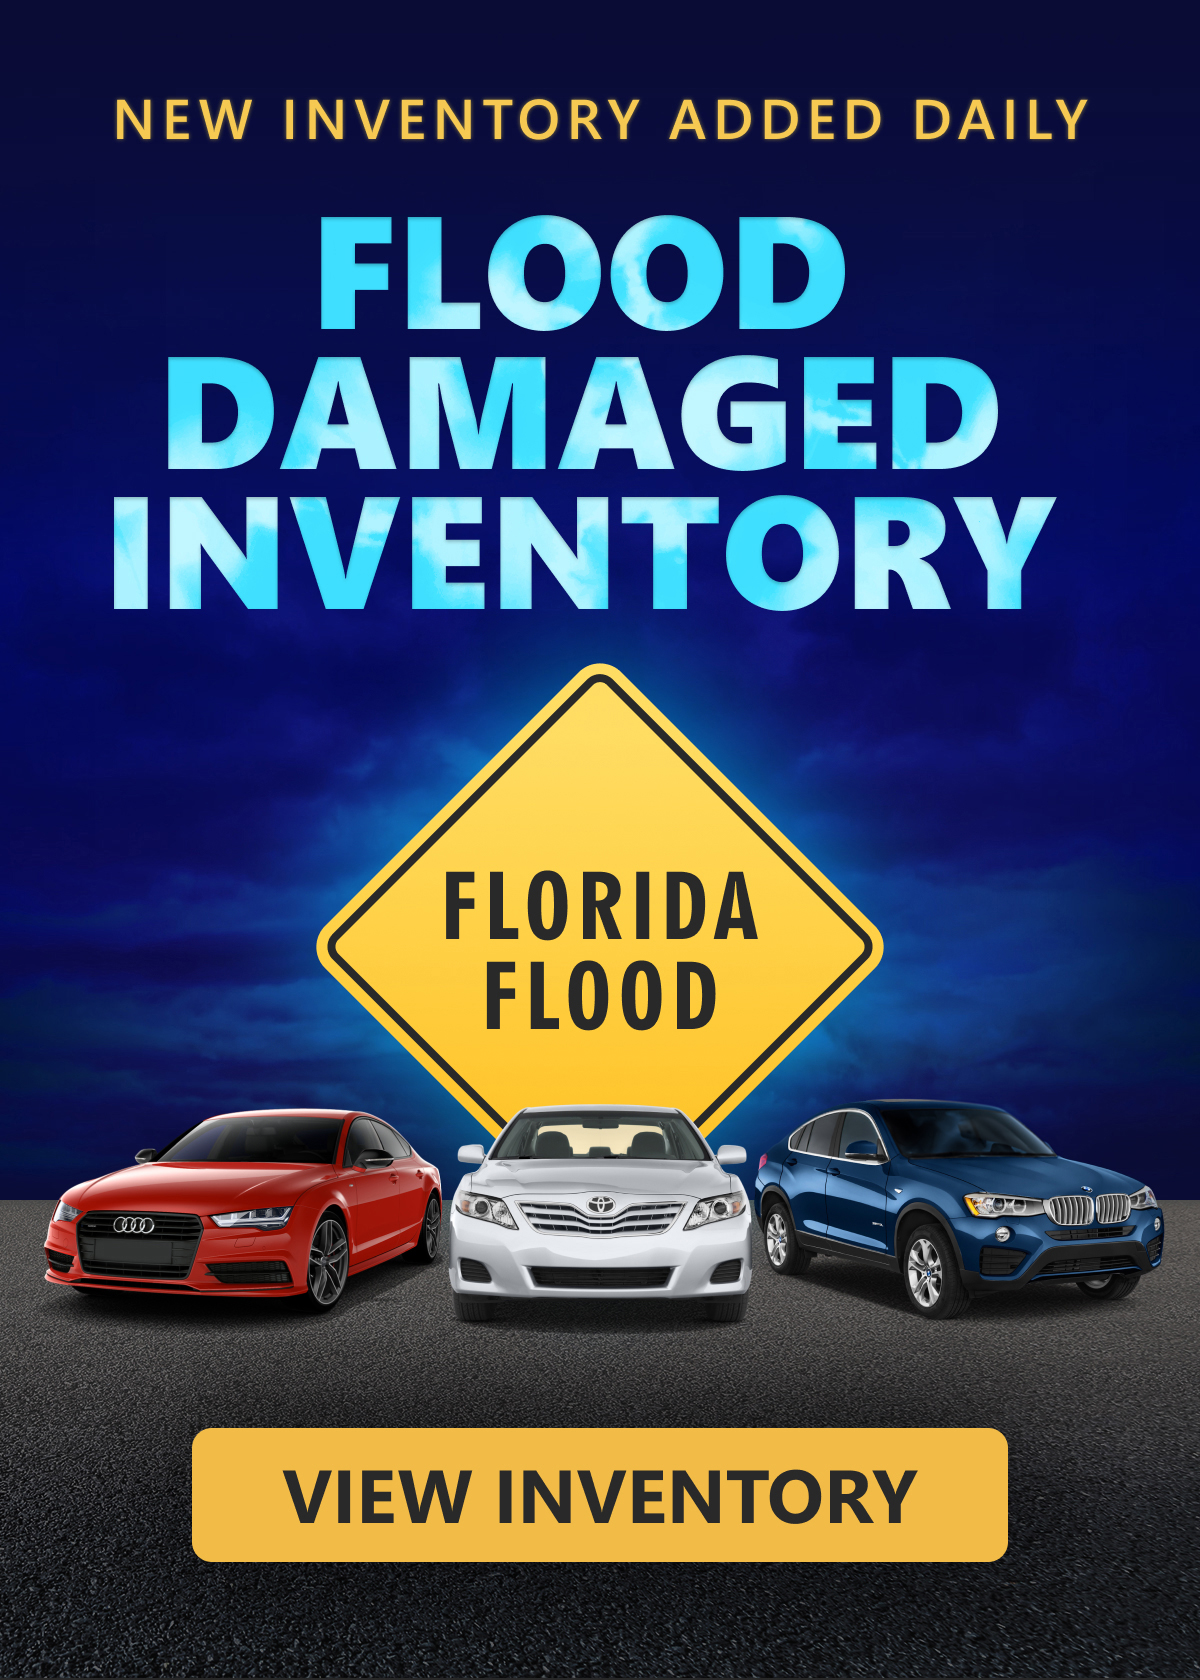 NEW INVENTORY ADDED DAILY
FLOOD
DAMAGED
INVENTORY
FLORIDA
FLOOD
VIEW INVENTORY